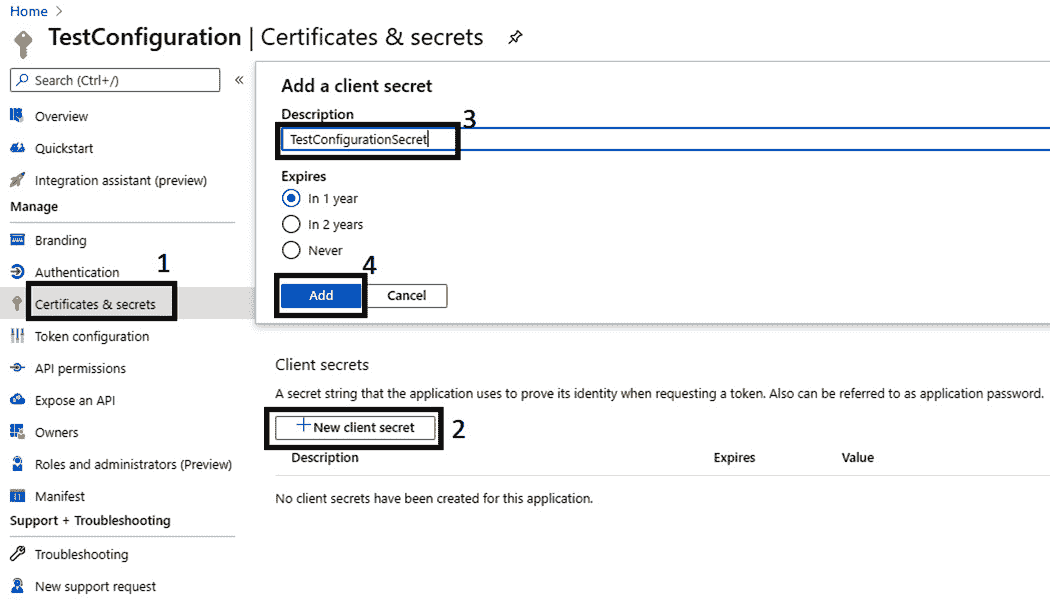 Home >
TestConfiguration | Certificates & secrets
Search (Ctrl+/)
«
Overview
Quickstart
Integration assistant (preview)
Manage
Branding
Authentication
1
Certificates & secrets
Token configuration
API permissions
Expose an API
Owners
Roles and administrators (Preview)
Manifest
Support + Troubleshooting
Troubleshooting
New support request
Add a client secret
Description
3
TestConfigurationSecret
Expires
In 1 year
In 2 years
Never
4
Add Cancel
Client secrets
A secret string that the application uses to prove its identity when requesting a token. Also can be referred to as application password.
+ New client secret 2
Description Expires Value
No client secrets have been created for this application.